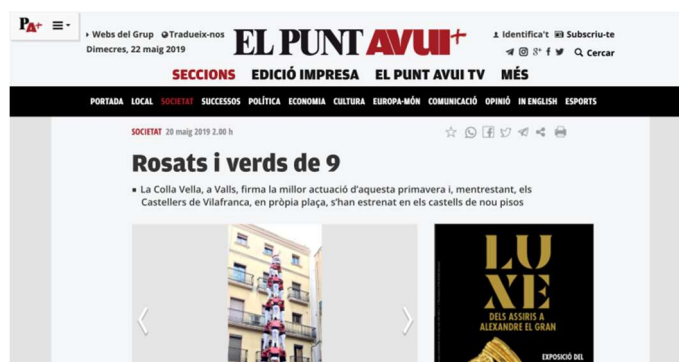 PA+
Webs del Grup Tradueix-nos
Dimecres, 22 maig 2019
EL PUNT AVUI+
Identifica't Subscriu-te
Cercar
SECCIONS EDICIÓ IMPRESA EL PUNT AVUI TV MÉS
PORTADA LOCAL SOCIETAT SUCCESSOS POLÍTICA ECONOMIA CULTURA EUROPA-MÓN COMUNICACIÓ OPINIÓ IN ENGLISH ESPORTS
SOCIETAT 20 maig 2019 2.00 h
Rosats i verds de 9
La Colla Vella, a Valls, firma la millor actuació d'aquesta primavera i, mentrestant, els
Castellers de Vilafranca, en pròpia plaça, s'han estrenat en els castells de nou pisos
LU
XE
DELS ASSIRIS A
ALEXANDRE EL GRAN
EXPOSICIÓ DEL